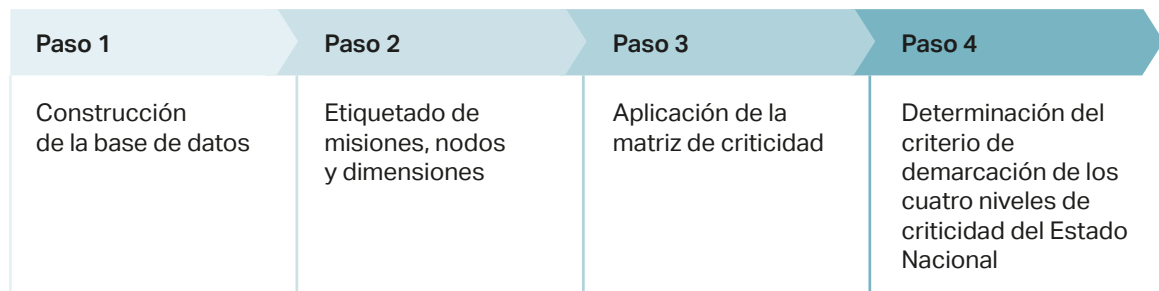 Paso 1
Construcción
de la base de datos
Paso 2
Etiquetado de
misiones, nodos
y dimensiones
Paso 3
Aplicación de la
matriz de criticidad
Paso 4
Determinación del
criterio de
demarcación de los
cuatro niveles de
criticidad del Estado
Nacional